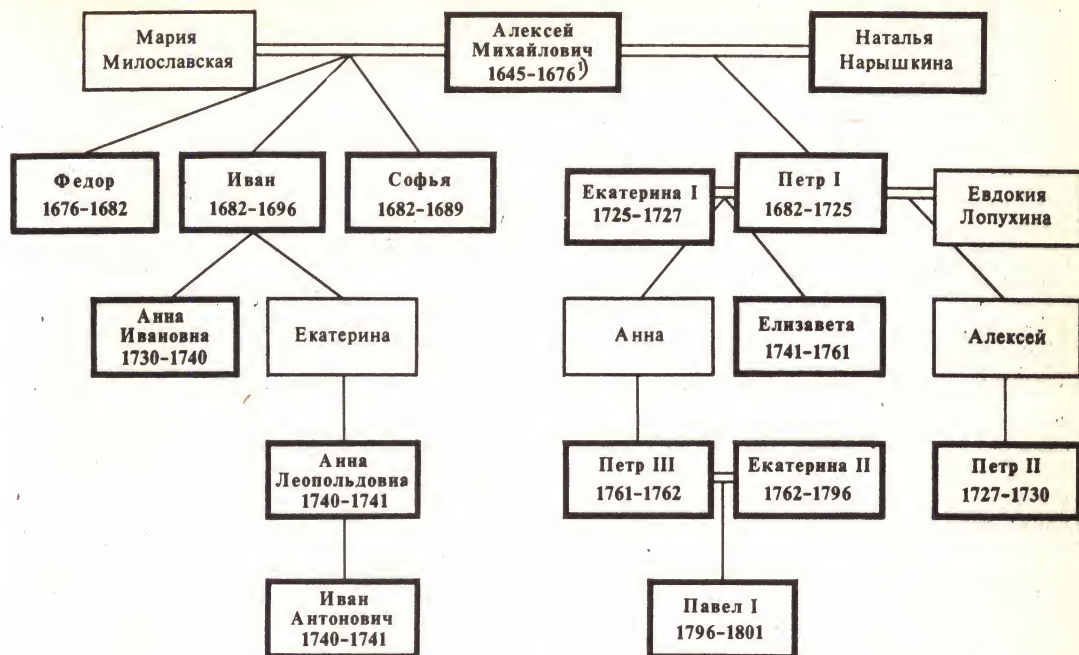 Мария
Милославская
Алексей
Михайлович
1645–1676¹)
Наталья
Нарышкина
Федор
1676–1682
Иван
1682–1696
Софья
1682–1689
Екатерина I
1725–1727
Петр I
1682–1725
Евдокия
Лопухина
Анна
Ивановна
1730–1740
Екатерина
Анна
Елизавета
1741–1761
Алексей
Анна
Леопольдовна
1740–1741
Петр III
1761–1762
Екатерина II
1762–1796
Петр II
1727–1730
Иван
Антонович
1740–1741
Павел I
1796–1801